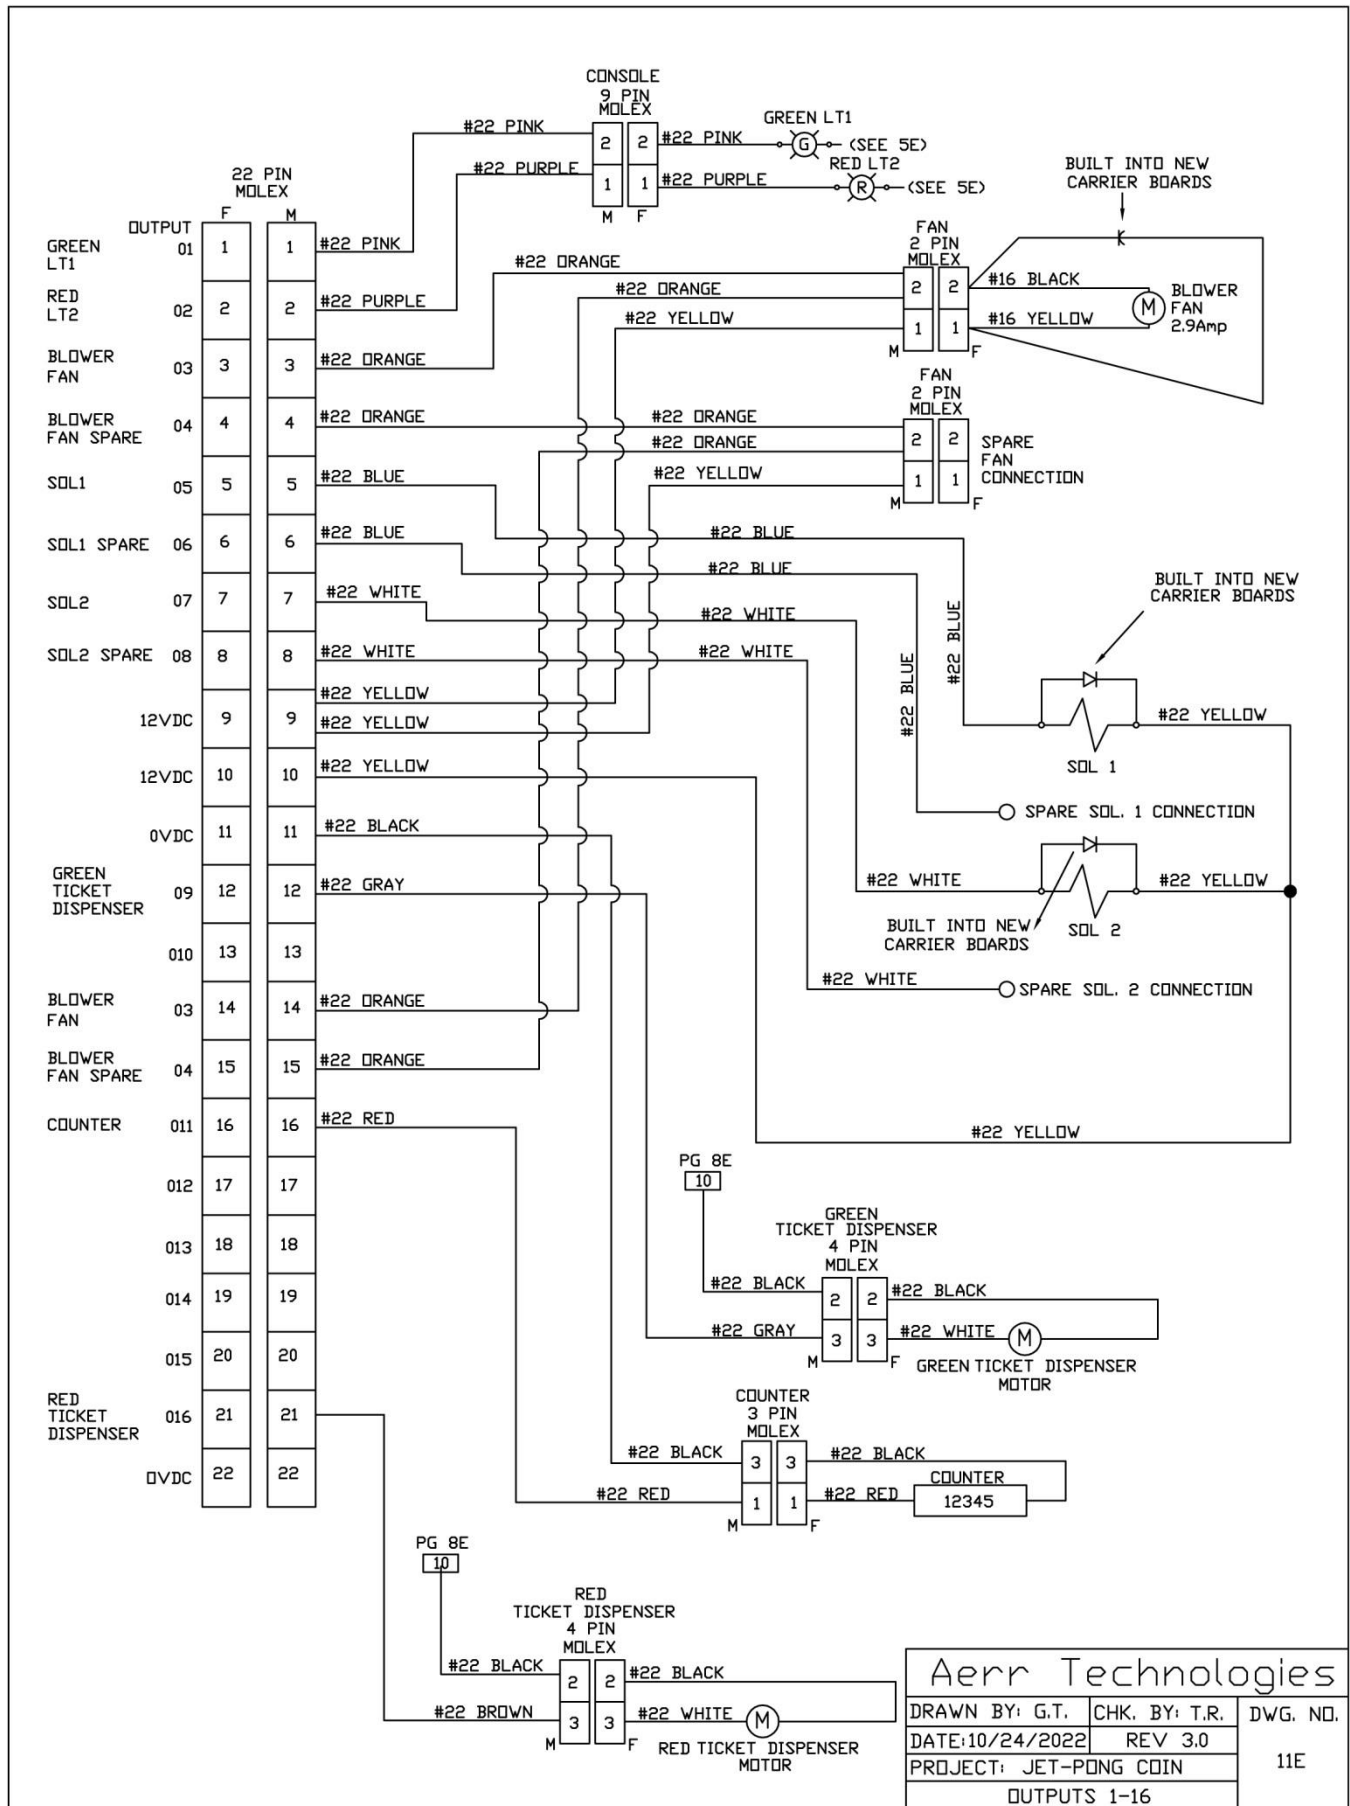 CONSOLE
9 PIN
MOLEX
#22 PINK
2
2
#22 PINK
GREEN LT1
G
(SEE 5E)
#22 PURPLE
1
1
#22 PURPLE
RED LT2
R
(SEE 5E)
M
F
BUILT INTO NEW
CARRIER BOARDS
22 PIN
MOLEX
F
M
OUTPUT
GREEN
LT1
01
1
1
#22 PINK
RED
LT2
02
2
2
#22 PURPLE
BLOWER
FAN
03
3
3
#22 ORANGE
BLOWER
FAN SPARE
04
4
4
#22 ORANGE
SOL1
05
5
5
#22 BLUE
SOL1 SPARE
06
6
6
#22 BLUE
SOL2
07
7
7
#22 WHITE
SOL2 SPARE
08
8
8
#22 WHITE
#22 YELLOW
12VDC
9
9
#22 YELLOW
12VDC
10
10
#22 YELLOW
0VDC
11
11
#22 BLACK
GREEN
TICKET
DISPENSER
09
12
12
#22 GRAY
010
13
13
BLOWER
FAN
03
14
14
#22 ORANGE
BLOWER
FAN SPARE
04
15
15
#22 ORANGE
COUNTER
011
16
16
#22 RED
012
17
17
013
18
18
014
19
19
015
20
20
RED
TICKET
DISPENSER
016
21
21
0VDC
22
22
FAN
2 PIN
MOLEX
#22 ORANGE
#22 ORANGE
2
2
#16 BLACK
#22 YELLOW
1
1
#16 YELLOW
M
F
M
BLOWER
FAN
2.9Amp
FAN
2 PIN
MOLEX
#22 ORANGE
#22 ORANGE
2
2
#22 YELLOW
1
1
M
F
SPARE
FAN
CONNECTION
#22 BLUE
#22 BLUE
#22 WHITE
#22 WHITE
#22 BLUE
#22 BLUE
BUILT INTO NEW
CARRIER BOARDS
#22 YELLOW
SOL 1
SPARE SOL. 1 CONNECTION
#22 WHITE
#22 YELLOW
SOL 2
BUILT INTO NEW
CARRIER BOARDS
#22 WHITE
SPARE SOL. 2 CONNECTION
#22 YELLOW
PG 8E
10
GREEN
TICKET DISPENSER
4 PIN
MOLEX
#22 BLACK
2
2
#22 BLACK
#22 GRAY
3
3
#22 WHITE
M
M
F
GREEN TICKET DISPENSER
MOTOR
COUNTER
3 PIN
MOLEX
#22 BLACK
3
3
#22 BLACK
COUNTER
#22 RED
1
1
#22 RED
12345
M
F
PG 8E
10
RED
TICKET DISPENSER
4 PIN
MOLEX
#22 BLACK
2
2
#22 BLACK
#22 BROWN
3
3
#22 WHITE
M
M
F
RED TICKET DISPENSER
MOTOR
Aerr Technologies
DRAWN BY: G.T.
CHK. BY: T.R.
DWG. NO.
DATE:10/24/2022
REV 3.0
PROJECT: JET-PONG COIN
11E
OUTPUTS 1-16